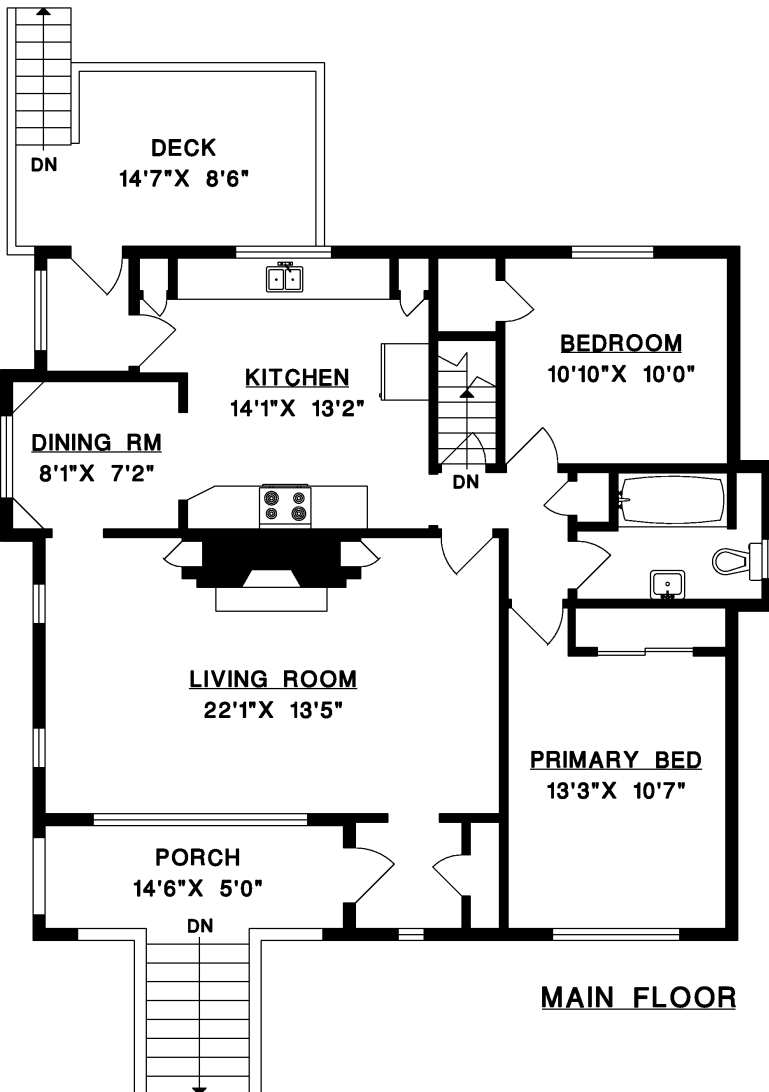 DECK
14'7"X 8'6"
DN
BEDROOM
10'10"X 10'0"
KITCHEN
14'1"X 13'2"
DINING RM
8'1"X 7'2"
DN
LIVING ROOM
22'1"X 13'5"
PRIMARY BED
13'3"X 10'7"
PORCH
14'6"X 5'0"
DN
MAIN FLOOR